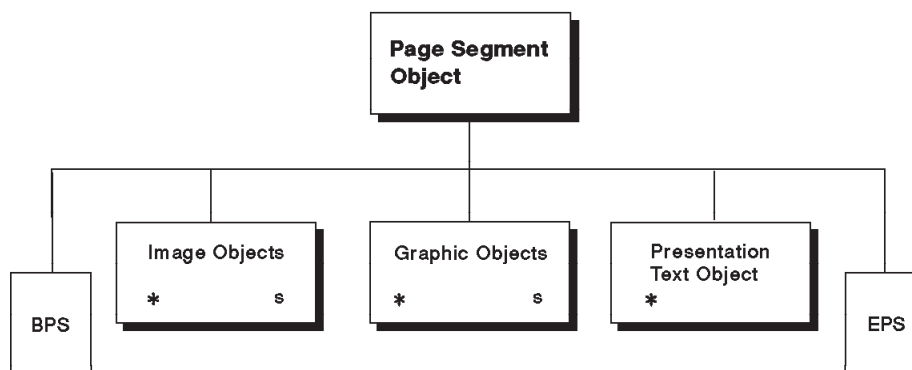 Page Segment
Object
Image Objects
* s
Graphic Objects
* s
Presentation
Text Object
*
BPS
EPS